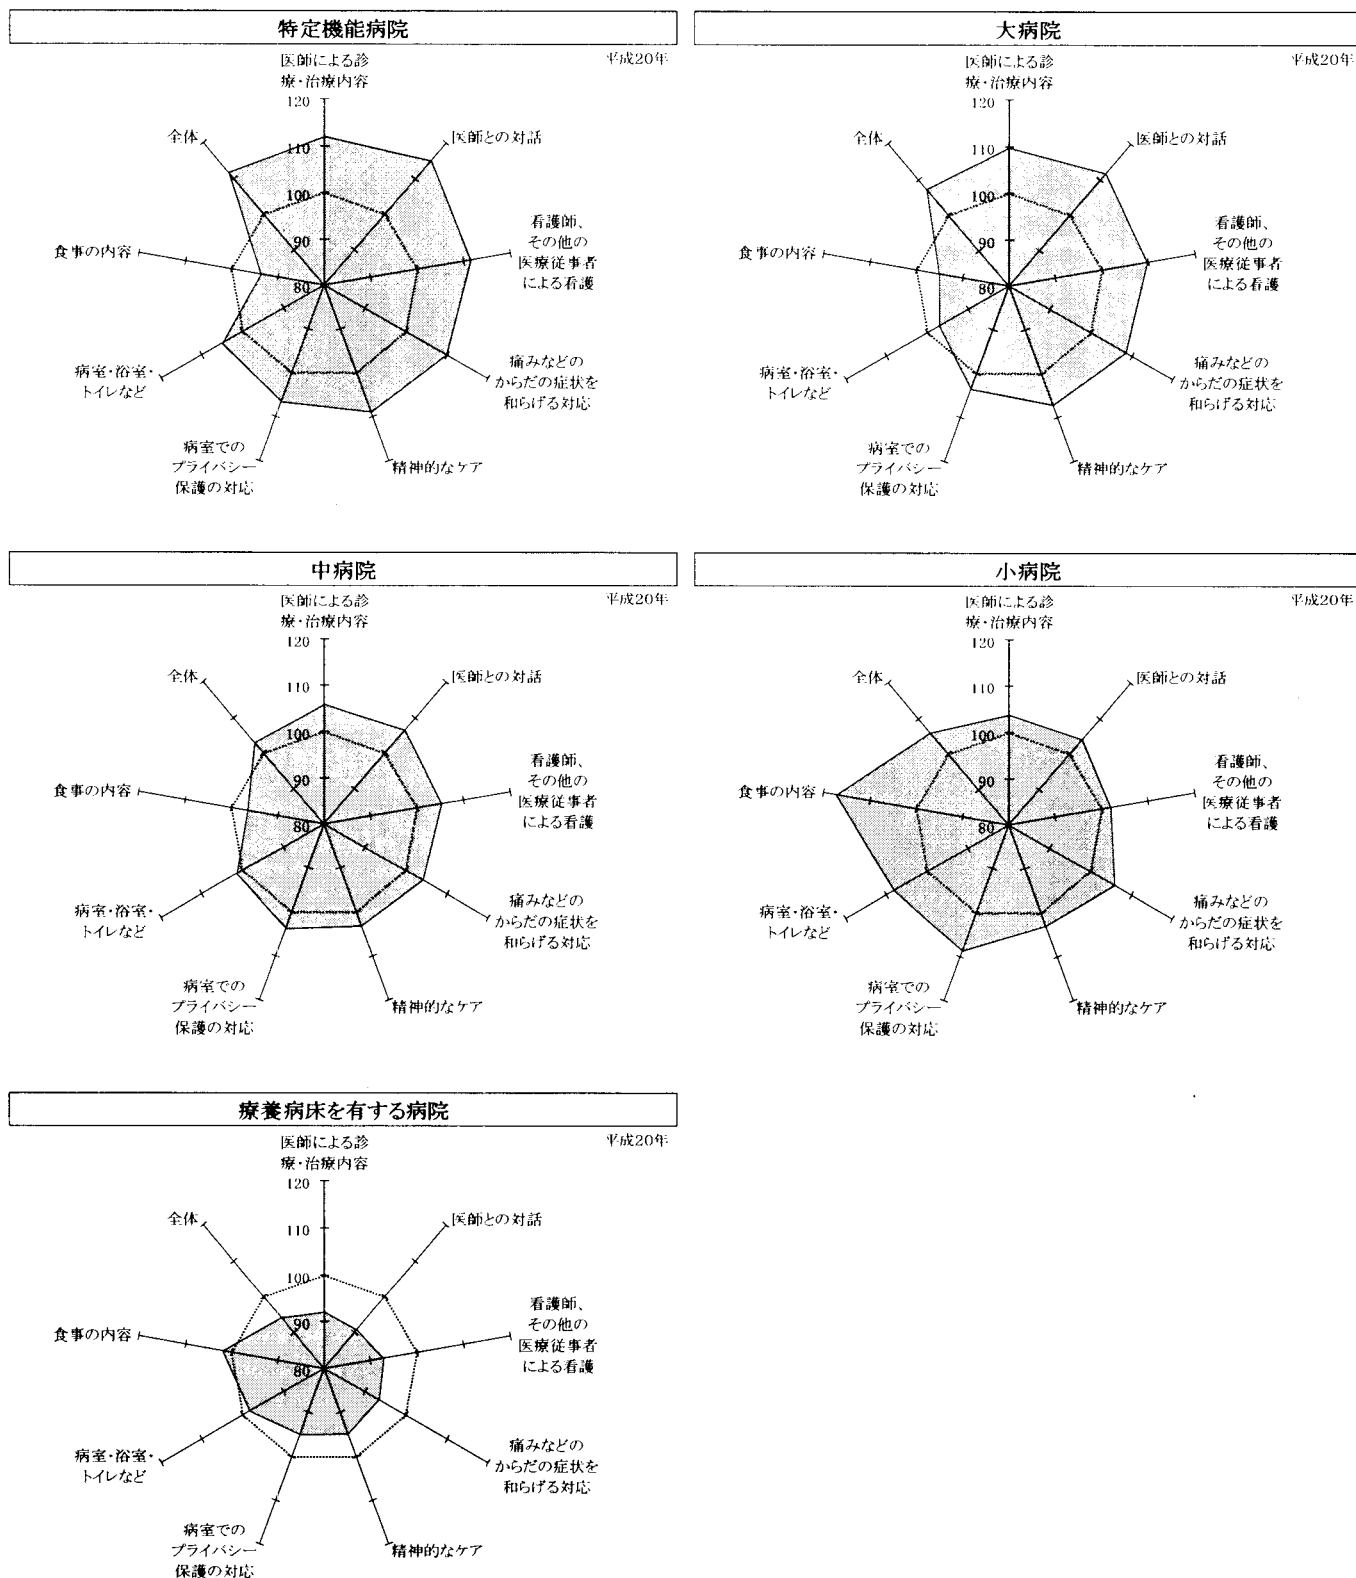 特定機能病院
平成20年
医師による診
療・治療内容
120
110
100
90
80
全体
医師との対話
食事の内容
看護師、
その他の
医療従事者
による看護
病室・浴室・
トイレなど
痛みなどの
からだの症状を
和らげる対応
病室での
プライバシー
保護の対応
精神的なケア
大病院
平成20年
医師による診
療・治療内容
120
110
100
90
80
全体
医師との対話
食事の内容
看護師、
その他の
医療従事者
による看護
病室・浴室・
トイレなど
痛みなどの
からだの症状を
和らげる対応
病室での
プライバシー
保護の対応
精神的なケア
中病院
平成20年
医師による診
療・治療内容
120
110
100
90
80
全体
医師との対話
食事の内容
看護師、
その他の
医療従事者
による看護
病室・浴室・
トイレなど
痛みなどの
からだの症状を
和らげる対応
病室での
プライバシー
保護の対応
精神的なケア
小病院
平成20年
医師による診
療・治療内容
120
110
100
90
80
全体
医師との対話
食事の内容
看護師、
その他の
医療従事者
による看護
病室・浴室・
トイレなど
痛みなどの
からだの症状を
和らげる対応
病室での
プライバシー
保護の対応
精神的なケア
療養病床を有する病院
平成20年
医師による診
療・治療内容
120
110
100
90
80
全体
医師との対話
食事の内容
看護師、
その他の
医療従事者
による看護
病室・浴室・
トイレなど
痛みなどの
からだの症状を
和らげる対応
病室での
プライバシー
保護の対応
精神的なケア